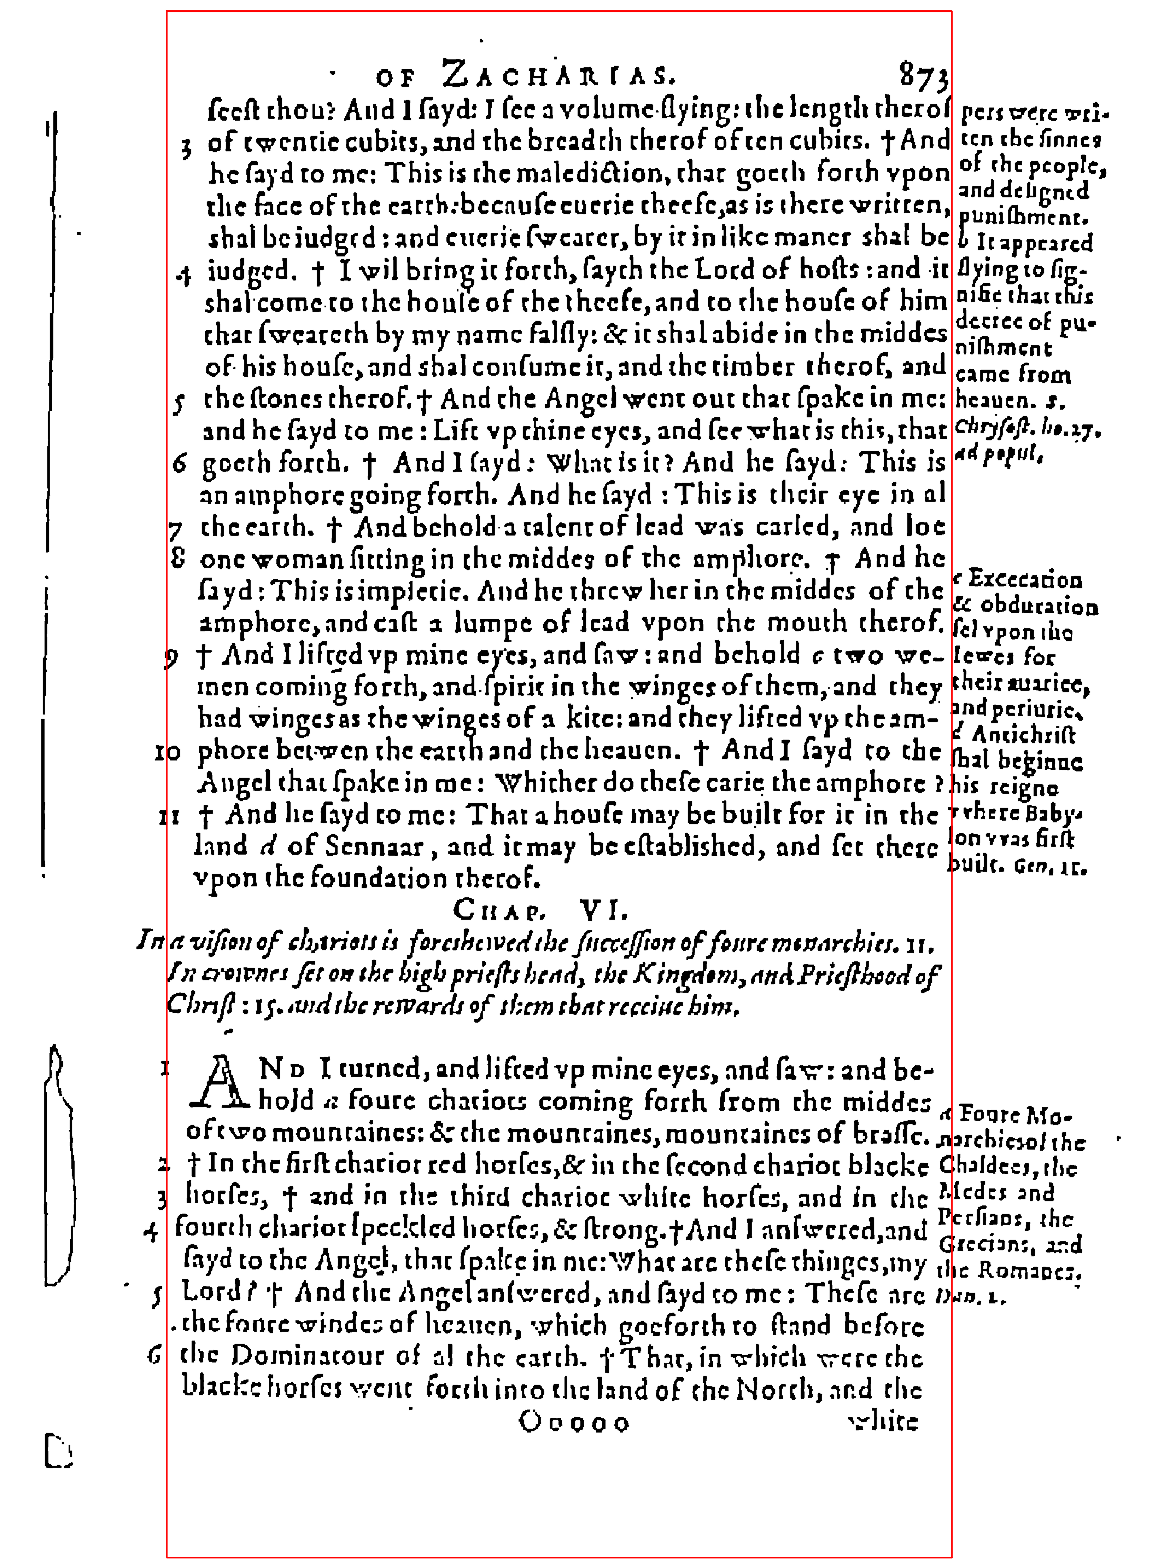 OF ZACHARIAS. 873
ſeeſt thou? And I ſayd: I ſee a volume flying: the length therof
3 of twentie cubits, and the breadth therof of ten cubits. † And
he ſayd to me: This is the malediction, that goeth forth vpon
the face of the earth: becauſe euerie theefe, as is there written,
shal be iudged: and euerie ſwearer, by it in like maner shal be
4 iudged. † I wil bring it forth, ſayth the Lord of hoſts: and it
shal come to the houſe of the theefe, and to the houſe of him
that ſweareth by my name falſly: & it shal abide in the middes
of his houſe, and shal conſume it, and the timber therof, and
5 the ſtones therof. † And the Angel went out that ſpake in me:
and he ſayd to me: Lift vp thine eyes, and ſee what is this, that
6 goeth forth. † And I ſayd: What is it? And he ſayd: This is
an amphore going forth. And he ſayd: This is their eye in al
7 the earth. † And behold a talent of lead was caried, and loe
8 one woman ſitting in the middes of the amphore. † And he
ſayd: This is impietie. And he threw her in the middes of the
amphore, and caſt a lumpe of lead vpon the mouth therof.
9 † And I lifted vp mine eyes, and ſaw: and behold c two we-
men coming forth, and ſpirit in the winges of them, and they
had winges as the winges of a kite: and they lifted vp the am-
10 phore betwen the earth and the heauen. † And I ſayd to the
Angel that ſpake in me: Whither do theſe carie the amphore?
11 † And he ſayd to me: That a houſe may be built for it in the
land d of Sennaar, and it may be eſtablished, and ſet there
vpon the foundation therof.
pers were wri-
ten the ſinnes
of the people,
and deſigned
punishment.
b It appeared
flying to ſig-
nifie that this
decree of pu-
nishment
came from
heauen. S.
Chryſoſt. ho. 27.
ad popul.
c Excecation
& obduration
fel vpon the
Iewes for
their auarice,
and periurie.
d Antichriſt
shal beginne
his reigne
where Baby-
lon vvas firſt
built. Gen. 11.
CHAP. VI.
In a viſion of chariots is foreshewed the ſucceſſion of foure monarchies. 11.
In crownes ſet on the high prieſts head, the Kingdom, and Prieſthood of
Chriſt: 15. and the rewards of them that receiue him.
1 AND I turned, and lifted vp mine eyes, and ſaw: and be-
hold a foure chariots coming forth from the middes
of two mountaines: & the mountaines, mountaines of braſſe.
2 † In the firſt chariot red horſes, & in the ſecond chariot blacke
3 horſes, † and in the third chariot white horſes, and in the
4 fourth chariot ſpeckled horſes, & ſtrong. † And I anſwered, and
ſayd to the Angel, that ſpake in me: What are theſe thinges, my
5 Lord? † And the Angel anſwered, and ſayd to me: Theſe are
the foure windes of heauen, which goe forth to ſtand before
6 the Dominatour of al the earth. † That, in which were the
blacke horſes went forth into the land of the North, and the
a Foure Mo-
narchies of the
Chaldees, the
Medes and
Perſians, the
Grecians, and
the Romanes.
Dan. 2.
Ooooo white